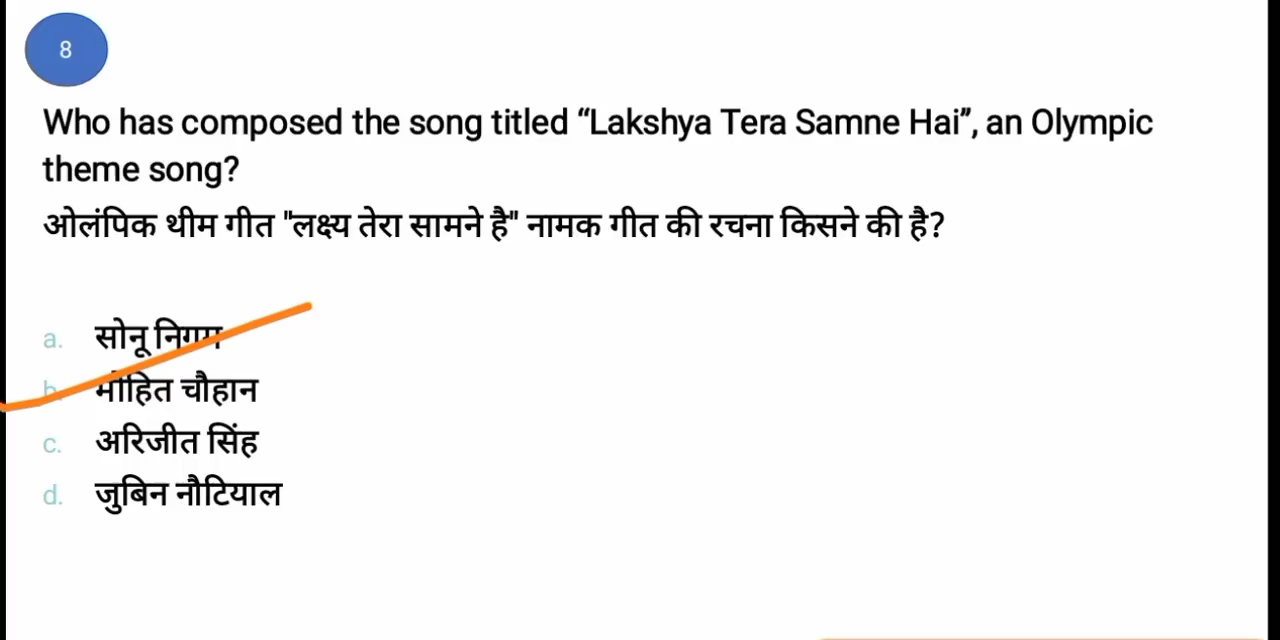 8
Who has composed the song titled “Lakshya Tera Samne Hai”, an Olympic
theme song?
ओलंपिक थीम गीत "लक्ष्य तेरा सामने है" नामक गीत की रचना किसने की है?
a. सोनू निगम
b. मोहित चौहान
c. अरिजीत सिंह
d. जुबिन नौटियाल